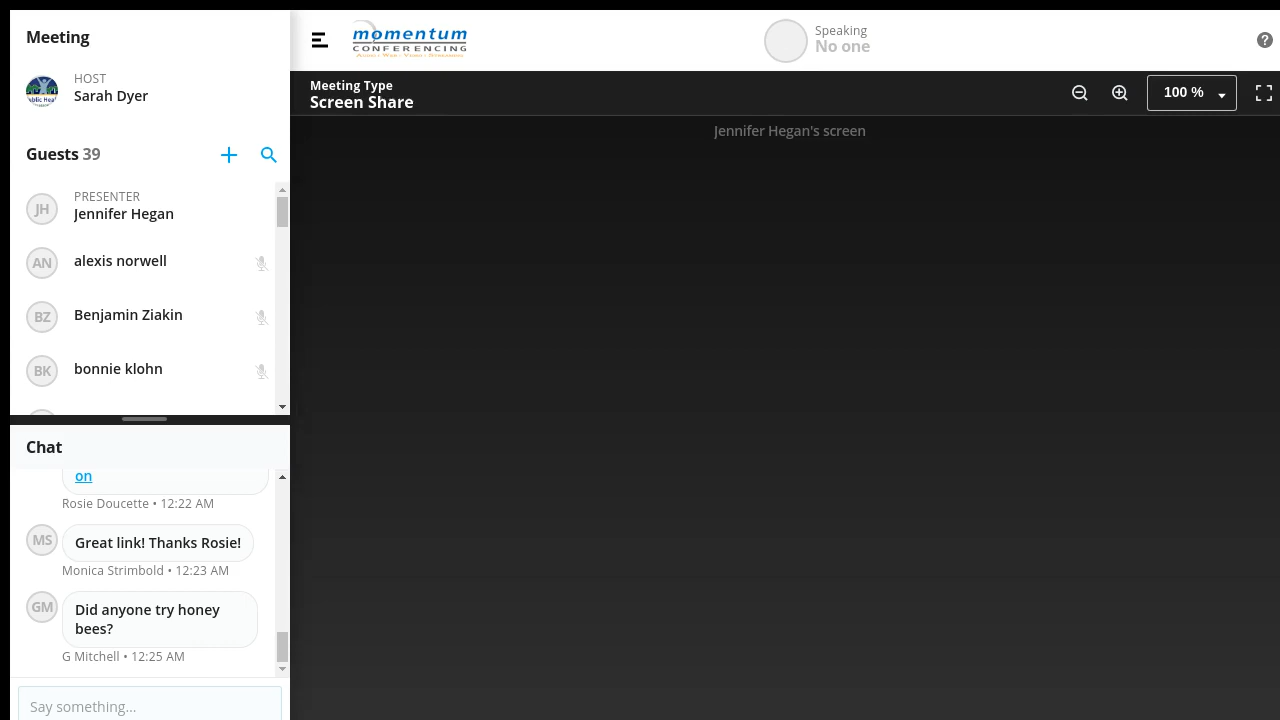 Meeting
HOST
Sarah Dyer
Guests 39
PRESENTER
JH
Jennifer Hegan
AN
alexis norwell
BZ
Benjamin Ziakin
BK
bonnie klohn
Chat
on
Rosie Doucette • 12:22 AM
MS
Great link! Thanks Rosie!
Monica Strimbold • 12:23 AM
GM
Did anyone try honey
bees?
G Mitchell • 12:25 AM
Say something...
momentum
CONFERENCING
Speaking
No one
Meeting Type
Screen Share
100 %
Jennifer Hegan's screen